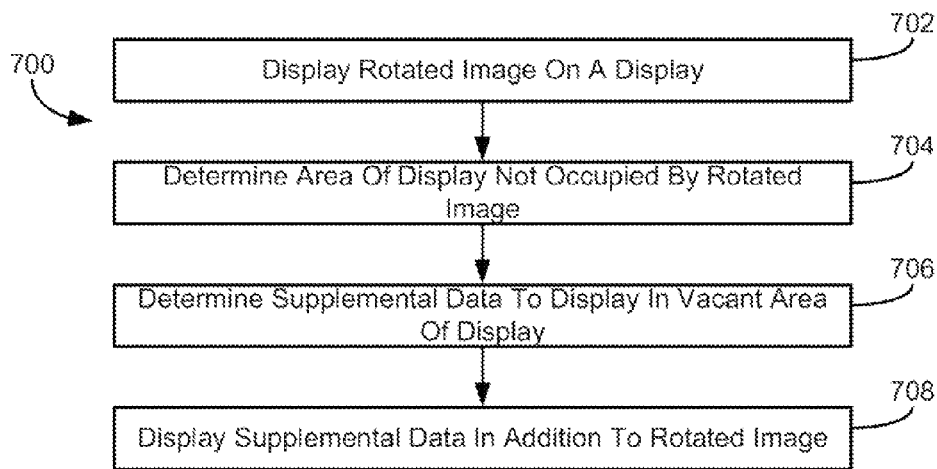 702
700
Display Rotated Image On A Display
704
Determine Area Of Display Not Occupied By Rotated
Image
706
Determine Supplemental Data To Display In Vacant Area
Of Display
708
Display Supplemental Data In Addition To Rotated Image